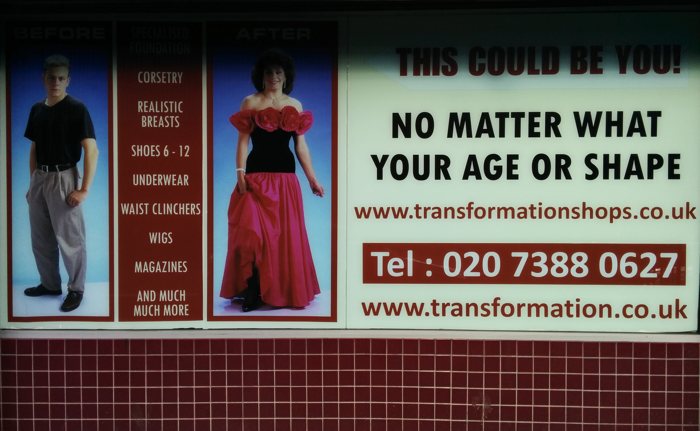 BEFORE
SPECIALISED
FOUNDATION
CORSETRY
REALISTIC
BREASTS
SHOES 6 - 12
UNDERWEAR
WAIST CLINCHERS
WIGS
MAGAZINES
AND MUCH
MUCH MORE
AFTER
THIS COULD BE YOU!
NO MATTER WHAT
YOUR AGE OR SHAPE
www.transformationshops.co.uk
Tel : 020 7388 0627
www.transformation.co.uk